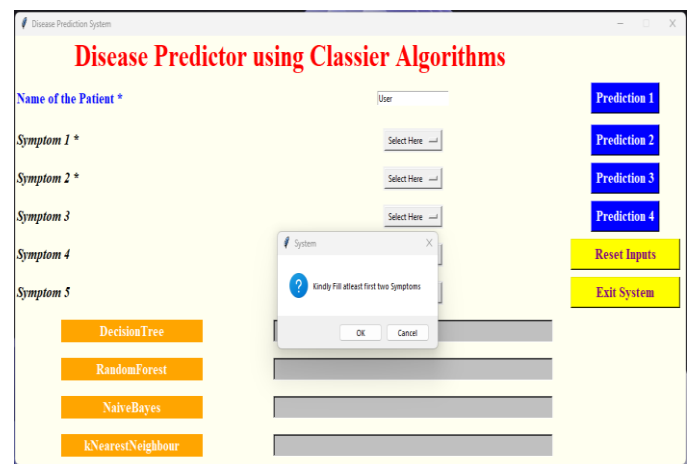 Disease Prediction System
Disease Predictor using Classier Algorithms
Name of the Patient *
User
Prediction 1
Symptom 1 *
Select Here
Prediction 2
Symptom 2 *
Select Here
Prediction 3
Symptom 3
Select Here
Prediction 4
System
Symptom 4
Reset Inputs
Kindly Fill atleast first two Symptoms
Symptom 5
Exit System
OK
Cancel
DecisionTree
RandomForest
NaiveBayes
kNearestNeighbour